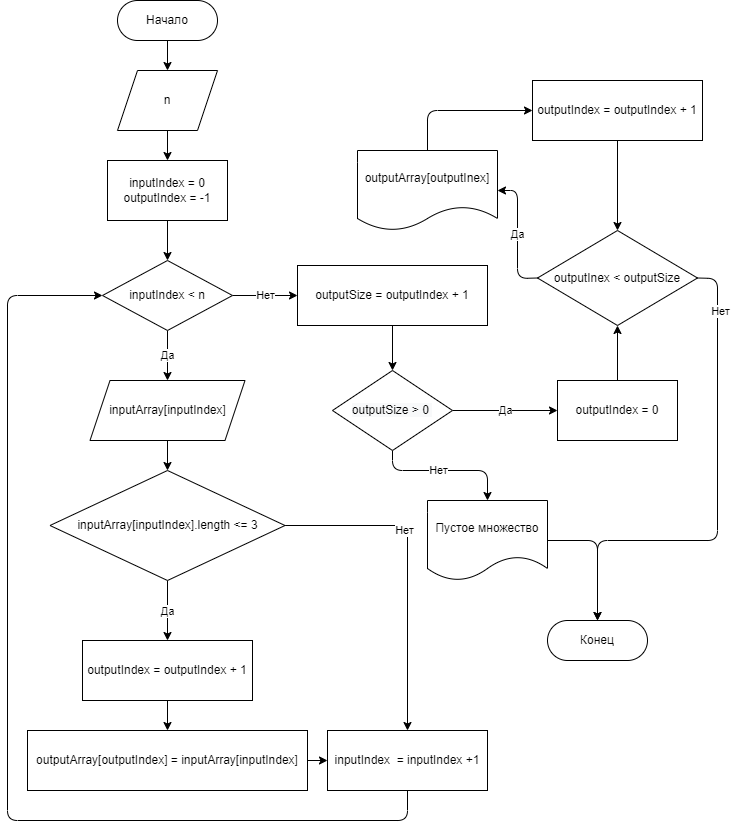 Начало
n
inputIndex = 0
outputIndex = -1
inputIndex < n
Нет
Да
inputArray[inputIndex]
inputArray[inputIndex].length <= 3
Нет
Да
outputIndex = outputIndex + 1
outputArray[outputIndex] = inputArray[inputIndex]
inputIndex  = inputIndex +1
outputSize = outputIndex + 1
outputSize > 0
Да
Нет
Пустое множество
outputIndex = 0
outputInex < outputSize
Да
Нет
outputArray[outputInex]
outputIndex = outputIndex + 1
Конец